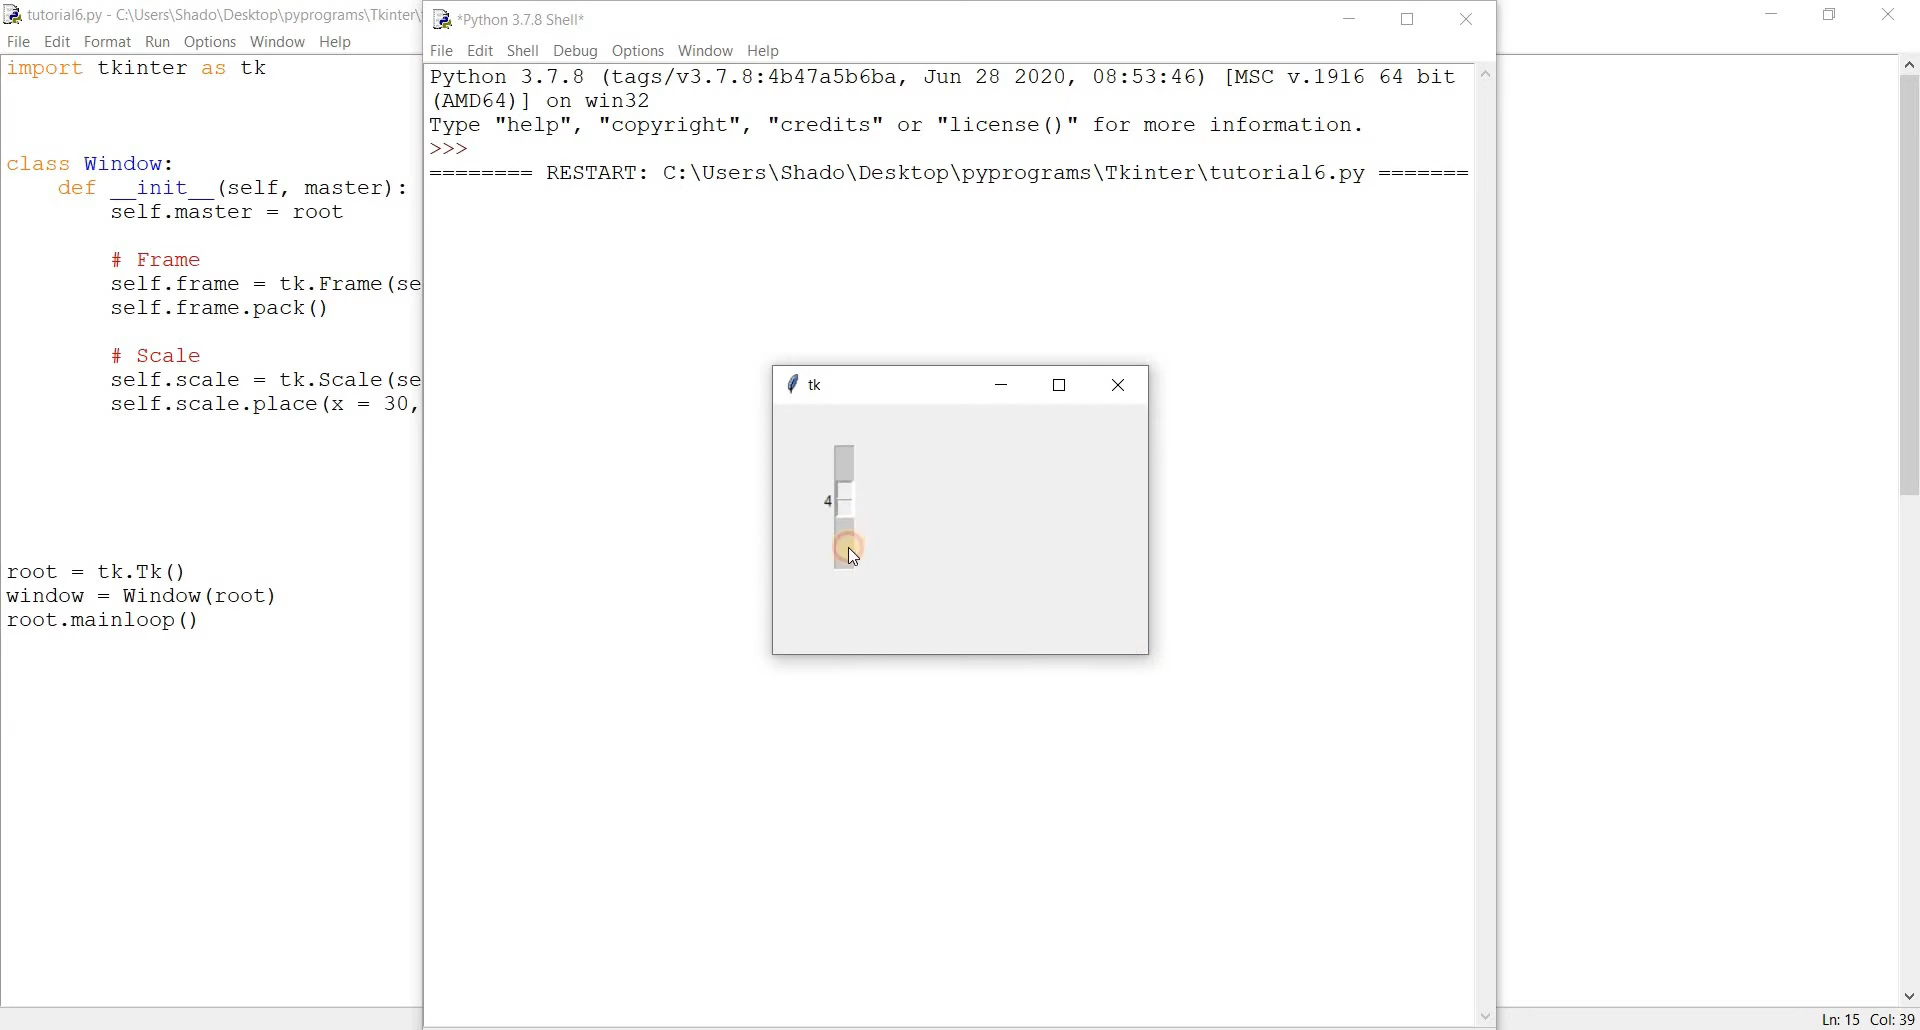 tutorial6.py - C:\Users\Shado\Desktop\pyprograms\Tkinter\
File Edit Format Run Options Window Help
import tkinter as tk
class Window:
def __init__(self, master):
self.master = root
# Frame
self.frame = tk.Frame(se
self.frame.pack()
# Scale
self.scale = tk.Scale(se
self.scale.place(x = 30,
root = tk.Tk()
window = Window(root)
root.mainloop()
*Python 3.7.8 Shell*
File Edit Shell Debug Options Window Help
Python 3.7.8 (tags/v3.7.8:4b47a5b6ba, Jun 28 2020, 08:53:46) [MSC v.1916 64 bit
(AMD64)] on win32
Type "help", "copyright", "credits" or "license()" for more information.
>>>
======== RESTART: C:\Users\Shado\Desktop\pyprograms\Tkinter\tutorial6.py =======
tk
4
Ln: 15 Col: 39